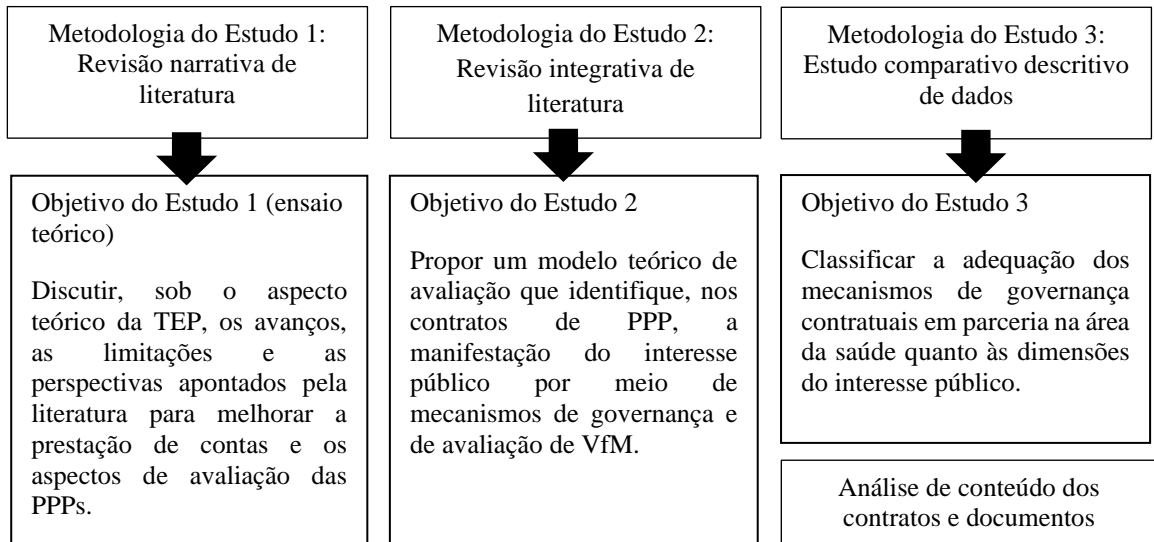 Metodologia do Estudo 1:
Revisão narrativa de
literatura
Metodologia do Estudo 2:
Revisão integrativa de
literatura
Metodologia do Estudo 3:
Estudo comparativo descritivo
de dados
Objetivo do Estudo 1 (ensaio
teórico)
Discutir, sob o aspecto
teórico da TEP, os avanços,
as limitações e as
perspectivas apontados pela
literatura para melhorar a
prestação de contas e os
aspectos de avaliação das
PPPs.
Objetivo do Estudo 2
Propor um modelo teórico de
avaliação que identifique, nos
contratos de PPP, a
manifestação do interesse
público por meio de
mecanismos de governança e
de avaliação de VfM.
Objetivo do Estudo 3
Classificar a adequação dos
mecanismos de governança
contratuais em parceria na área
da saúde quanto às dimensões
do interesse público.
Análise de conteúdo dos
contratos e documentos